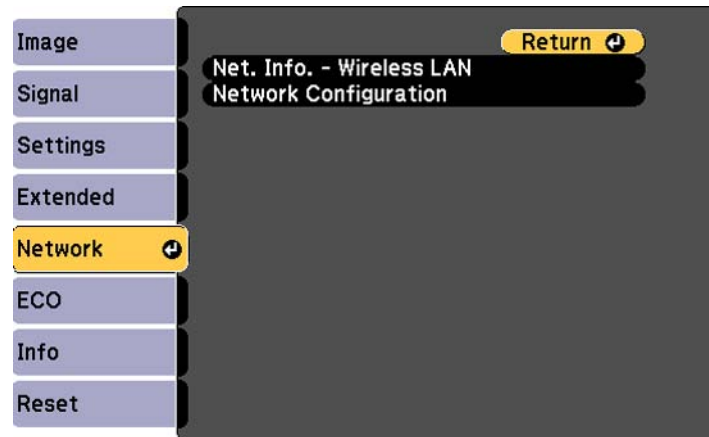 Image
Signal
Settings
Extended
Network
ECO
Info
Reset
Return
Net. Info. - Wireless LAN
Network Configuration